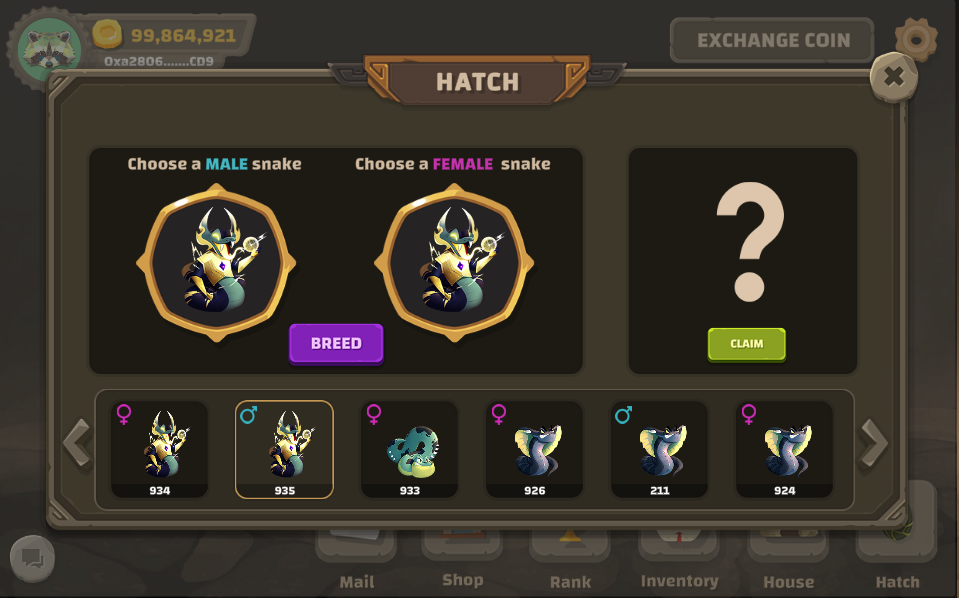 99,864,921
0xa2806.......CD9
EXCHANGE COIN
HATCH
Choose a MALE snake
Choose a FEMALE snake
?
BREED
CLAIM
934
935
933
926
211
924
Mail
Shop
Rank
Inventory
House
Hatch